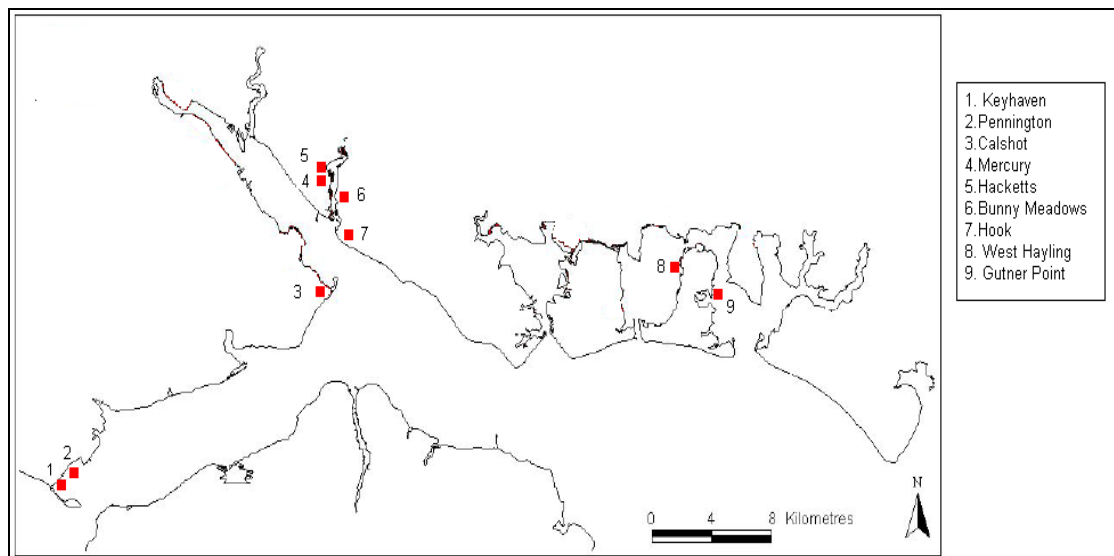 5
4
6
7
3
8
9
2
1
N
0 4 8 Kilometres
1. Keyhaven
2.Pennington
3. Calshot
4. Mercury
5. Hacketts
6. Bunny Meadows
7.Hook
8. West Hayling
9. Gutner Point